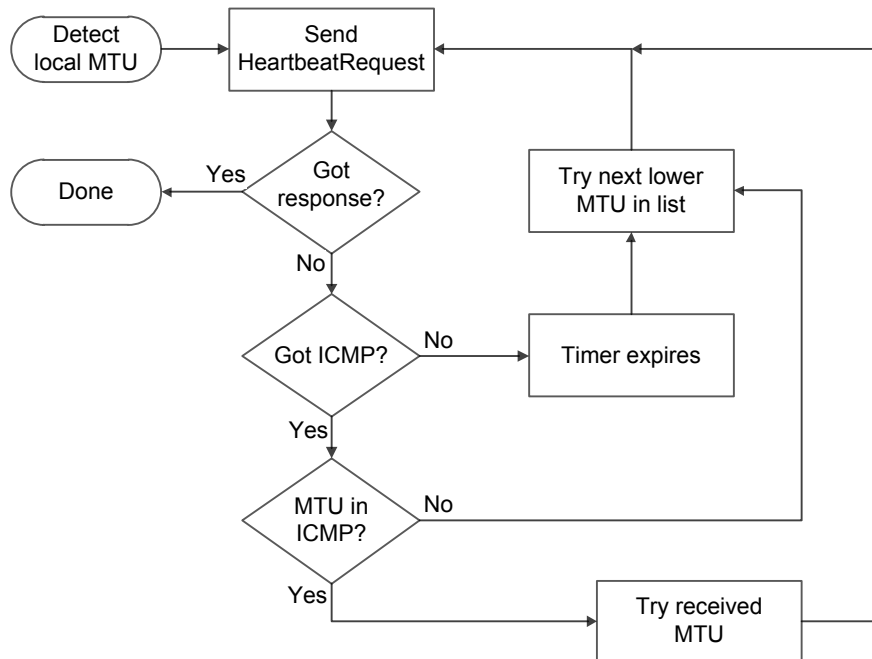 Detect
local MTU
Send
HeartbeatRequest
Yes
Got
response?
Done
Try next lower
MTU in list
No
Got ICMP?
No
Timer expires
Yes
MTU in
ICMP?
No
Yes
Try received
MTU